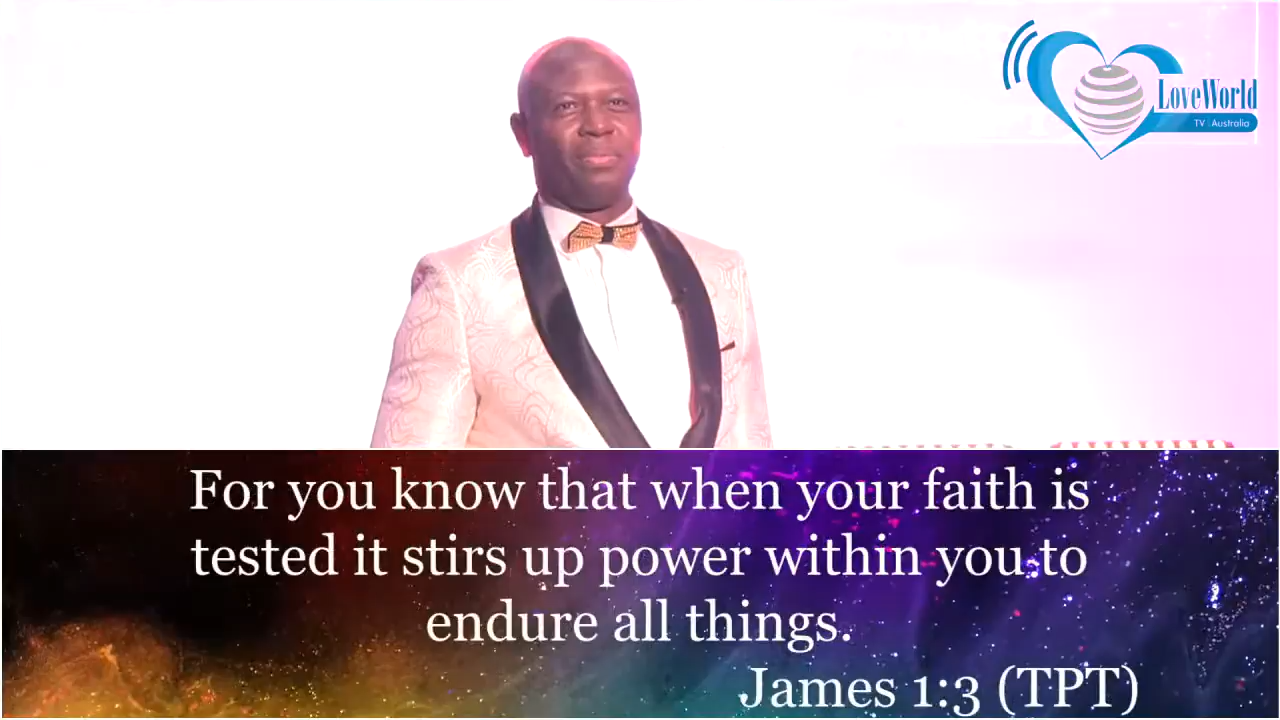 LoveWorld
TV Australia
For you know that when your faith is
tested it stirs up power within you to
endure all things.
James 1:3 (TPT)